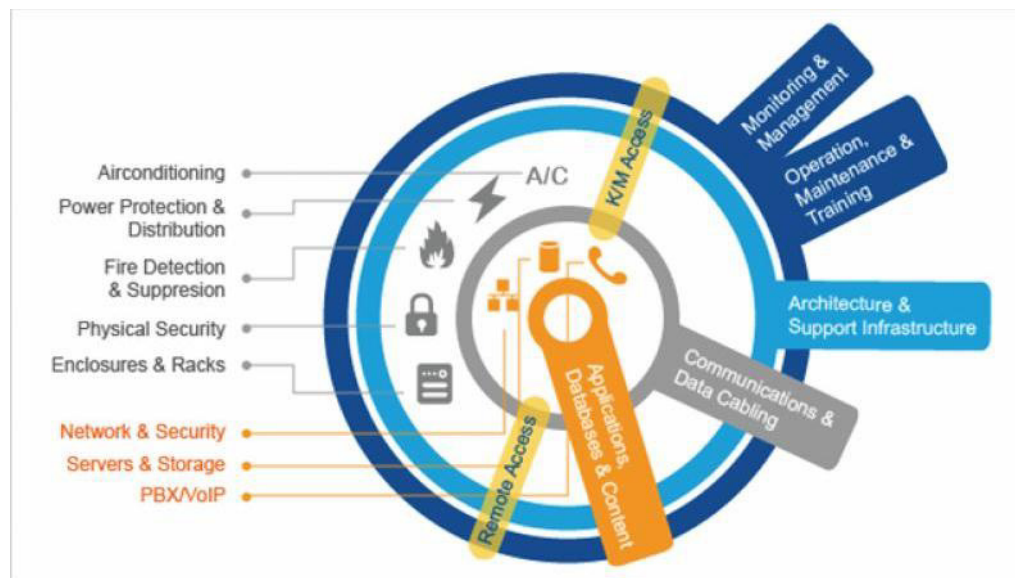 Airconditioning
Power Protection &
Distribution
Fire Detection
& Suppresion
Physical Security
Enclosures & Racks
Network & Security
Servers & Storage
PBX/VoIP
A/C
K/M Access
Remote Access
Monitoring &
Management
Operation,
Maintenance &
Training
Architecture &
Support Infrastructure
Communications &
Data Cabling
Applications,
Databases & Content